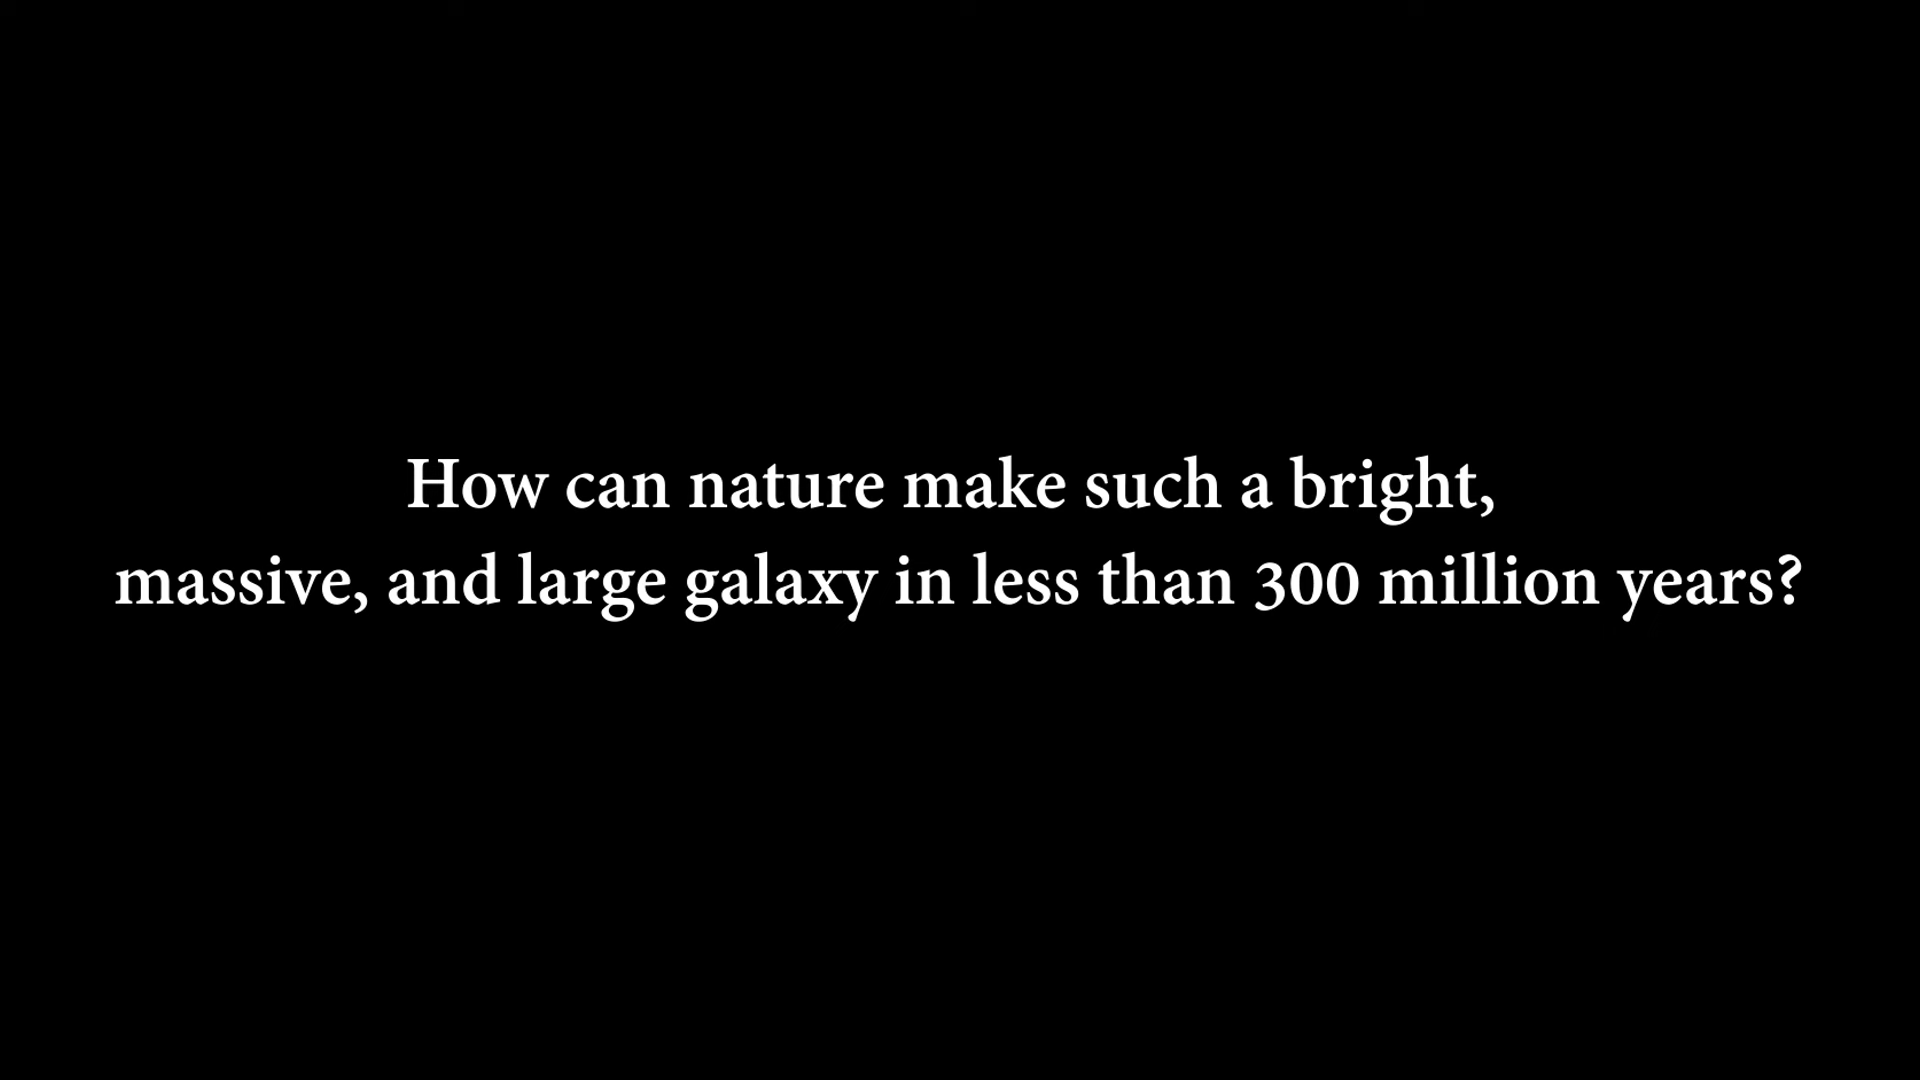 How can nature make such a bright,
massive, and large galaxy in less than 300 million years?